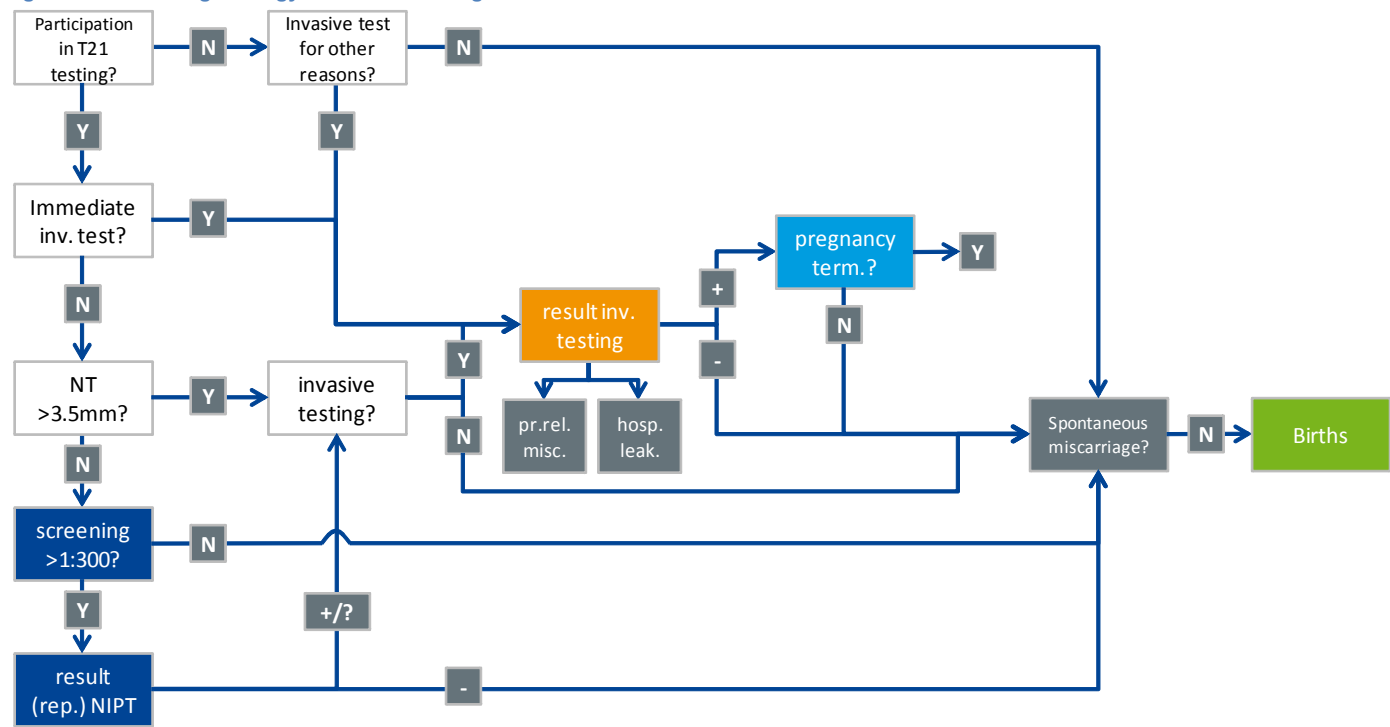 Participation
in T21
testing?
N
Invasive test
for other
reasons?
N
Y
Y
Immediate
inv. test?
Y
pregnancy
term.?
Y
N
+
result inv.
testing
N
Y
-
NT
>3.5mm?
Y
invasive
testing?
N
pr.rel.
misc.
hosp.
leak.
Spontaneous
miscarriage?
N
Births
N
screening
>1:300?
N
Y
+/?
result
(rep.) NIPT
-